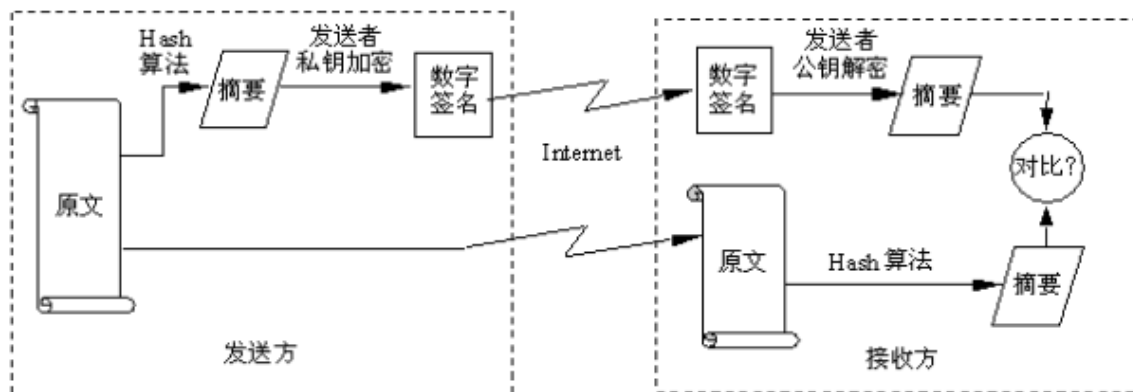 Hash
算法
摘要
发送者
私钥加密
数字
签名
原文
发送方
Internet
数字
签名
发送者
公钥解密
摘要
对比?
原文
Hash 算法
摘要
接收方